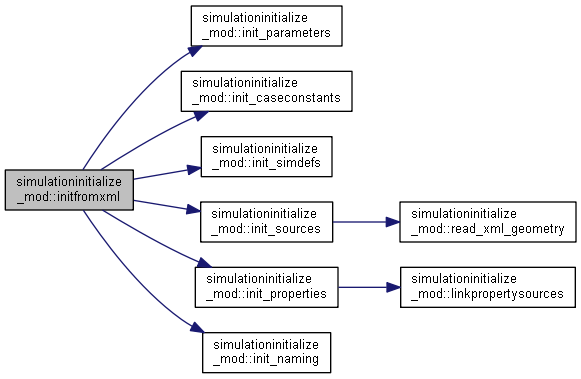 simulationinitialize
_mod::init_parameters
simulationinitialize
_mod::init_caseconstants
simulationinitialize
_mod::init_simdefs
simulationinitialize
_mod::initfromxml
simulationinitialize
_mod::init_sources
simulationinitialize
_mod::read_xml_geometry
simulationinitialize
_mod::init_properties
simulationinitialize
_mod::linkpropertysources
simulationinitialize
_mod::init_naming